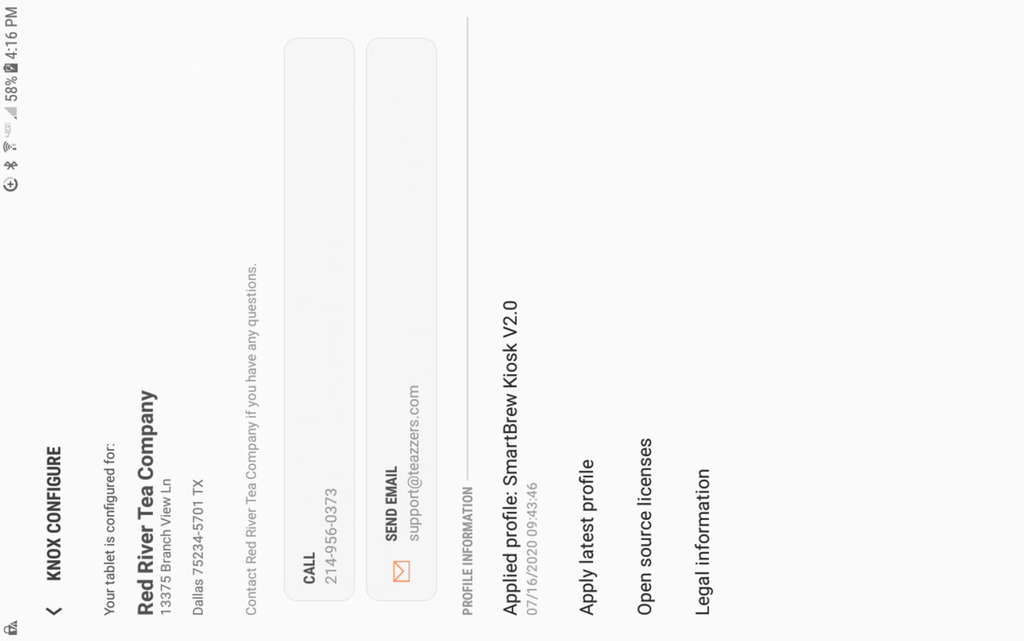 58% 4:16 PM
KNOX CONFIGURE
Your tablet is configured for:
Red River Tea Company
13375 Branch View Ln
Dallas 75234-5701 TX
Contact Red River Tea Company if you have any questions.
CALL
214-956-0373
SEND EMAIL
support@teazzers.com
PROFILE INFORMATION
Applied profile: SmartBrew Kiosk V2.0
07/16/2020 09:43:46
Apply latest profile
Open source licenses
Legal information